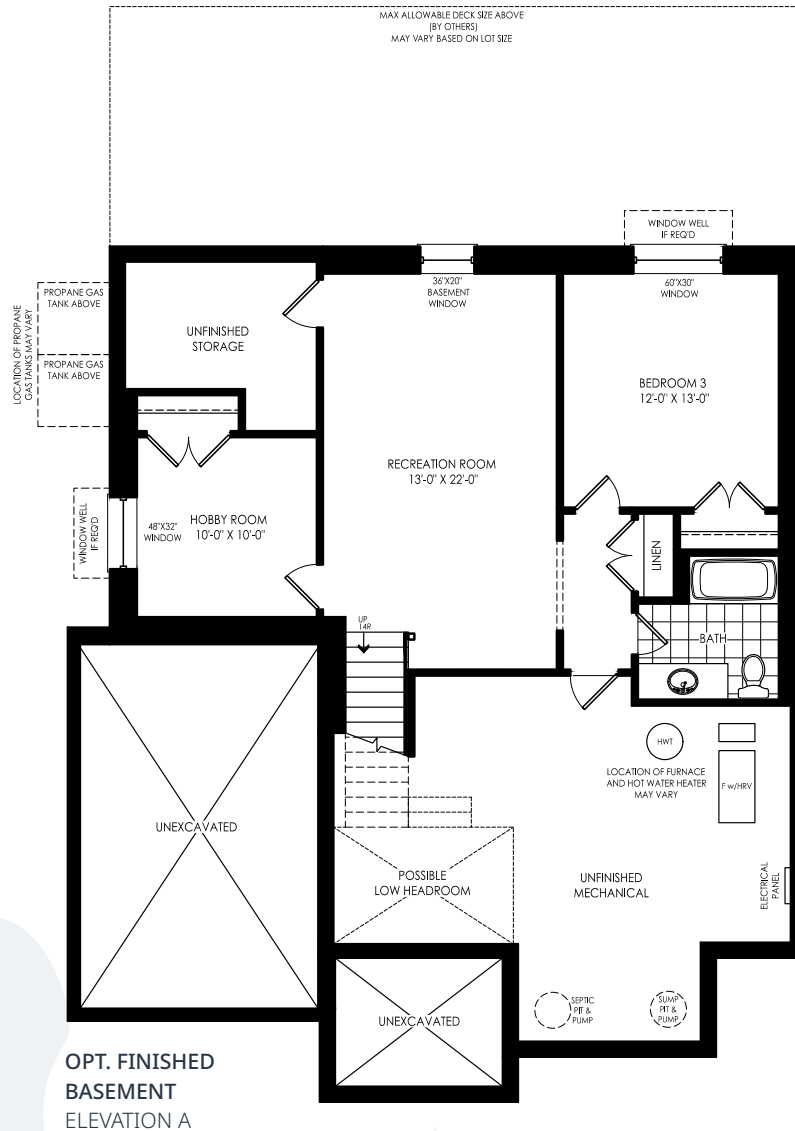 MAX ALLOWABLE DECK SIZE ABOVE
(BY OTHERS)
MAY VARY BASED ON LOT SIZE
WINDOW WELL
IF REQ'D
36"X20"
BASEMENT
WINDOW
60"X30"
WINDOW
PROPANE GAS
TANK ABOVE
LOCATION OF PROPANE
GAS TANKS MAY VARY
PROPANE GAS
TANK ABOVE
UNFINISHED
STORAGE
BEDROOM 3
12'-0" X 13'-0"
RECREATION ROOM
13'-0" X 22'-0"
WINDOW WELL
IF REQ'D
48"X32"
WINDOW
HOBBY ROOM
10'-0" X 10'-0"
LINEN
UP
14R
BATH
HWT
LOCATION OF FURNACE
AND HOT WATER HEATER
MAY VARY
F w/HRV
UNEXCAVATED
POSSIBLE
LOW HEADROOM
UNFINISHED
MECHANICAL
ELECTRICAL
PANEL
UNEXCAVATED
SEPTIC
PIT &
PUMP
SUMP
PIT &
PUMP
OPT. FINISHED
BASEMENT
ELEVATION A